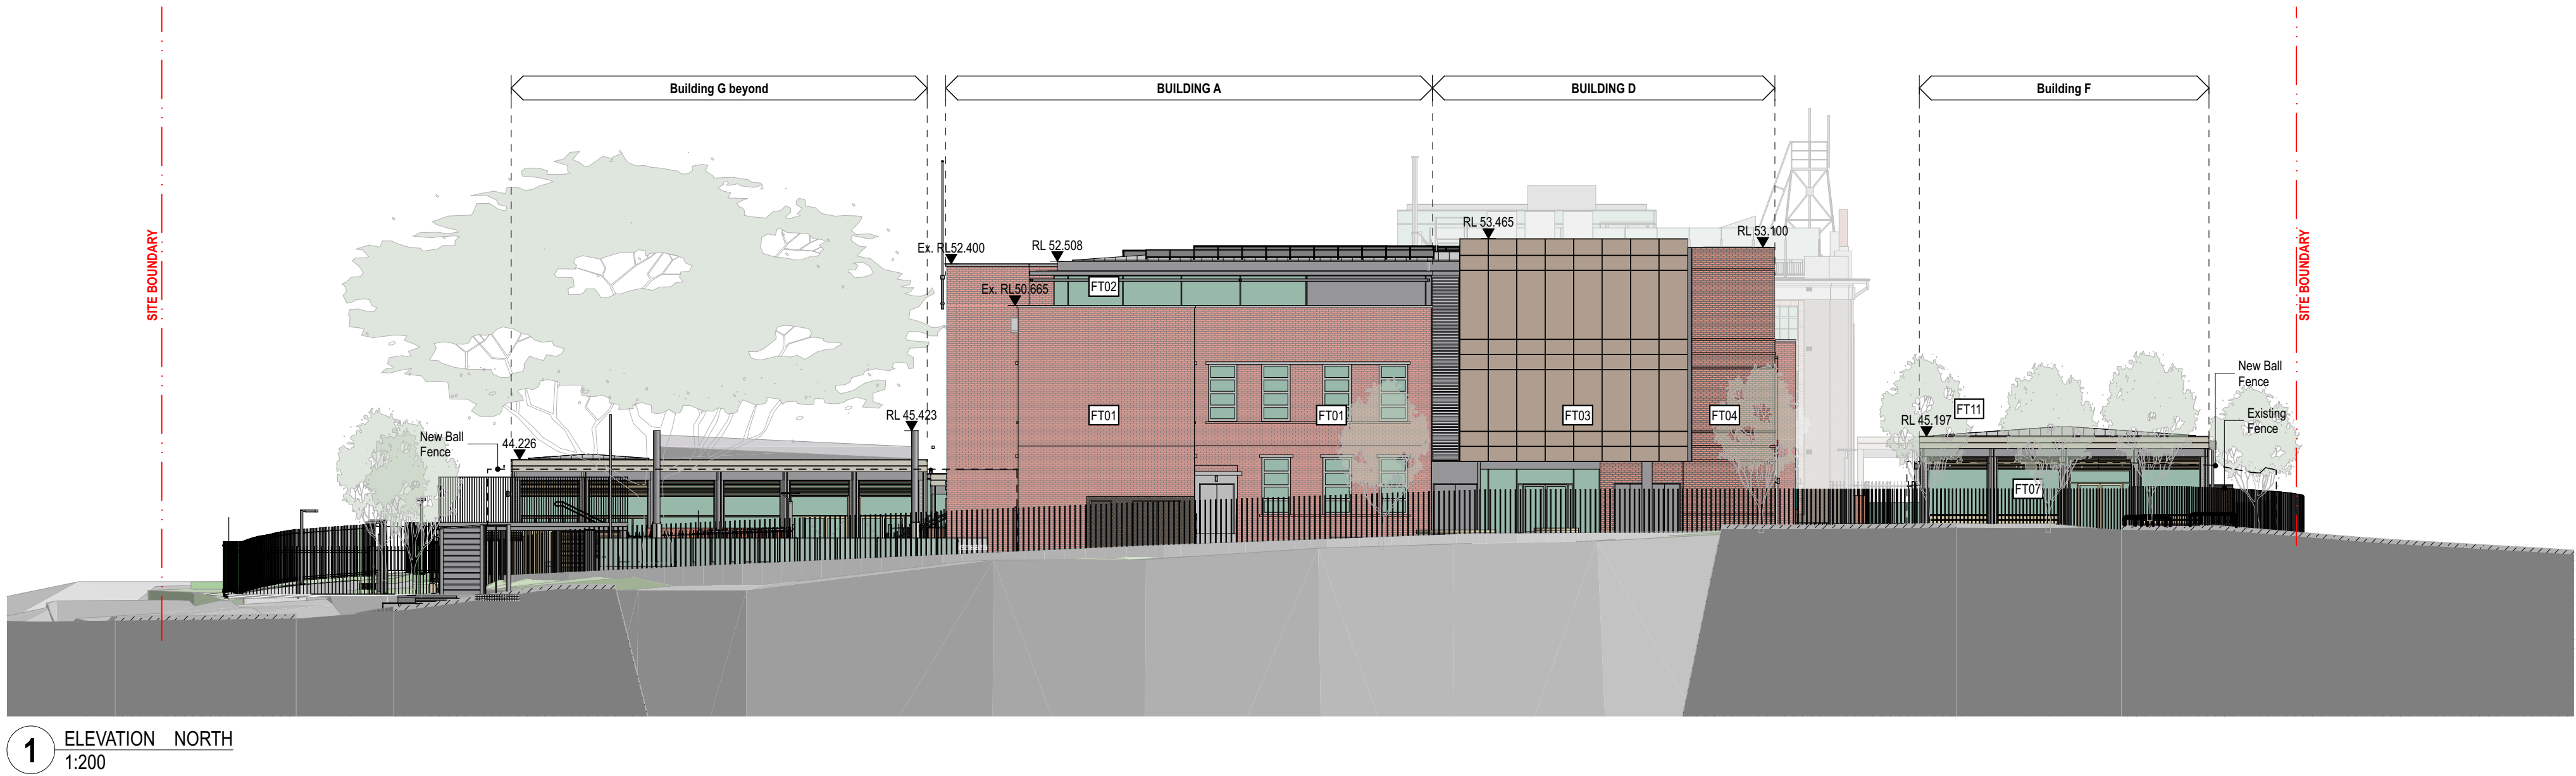 Building G beyond
BUILDING A
BUILDING D
Building F
SITE BOUNDARY
SITE BOUNDARY
RL 53.465
RL 53.100
Ex. RL52.400
RL 52.508
FT02
Ex. RL50.665
New Ball
Fence
Existing
Fence
FT11
RL 45.197
RL 45.423
FT01
FT01
FT03
FT04
New Ball
Fence
44.226
FT07
1
ELEVATION NORTH
1:200